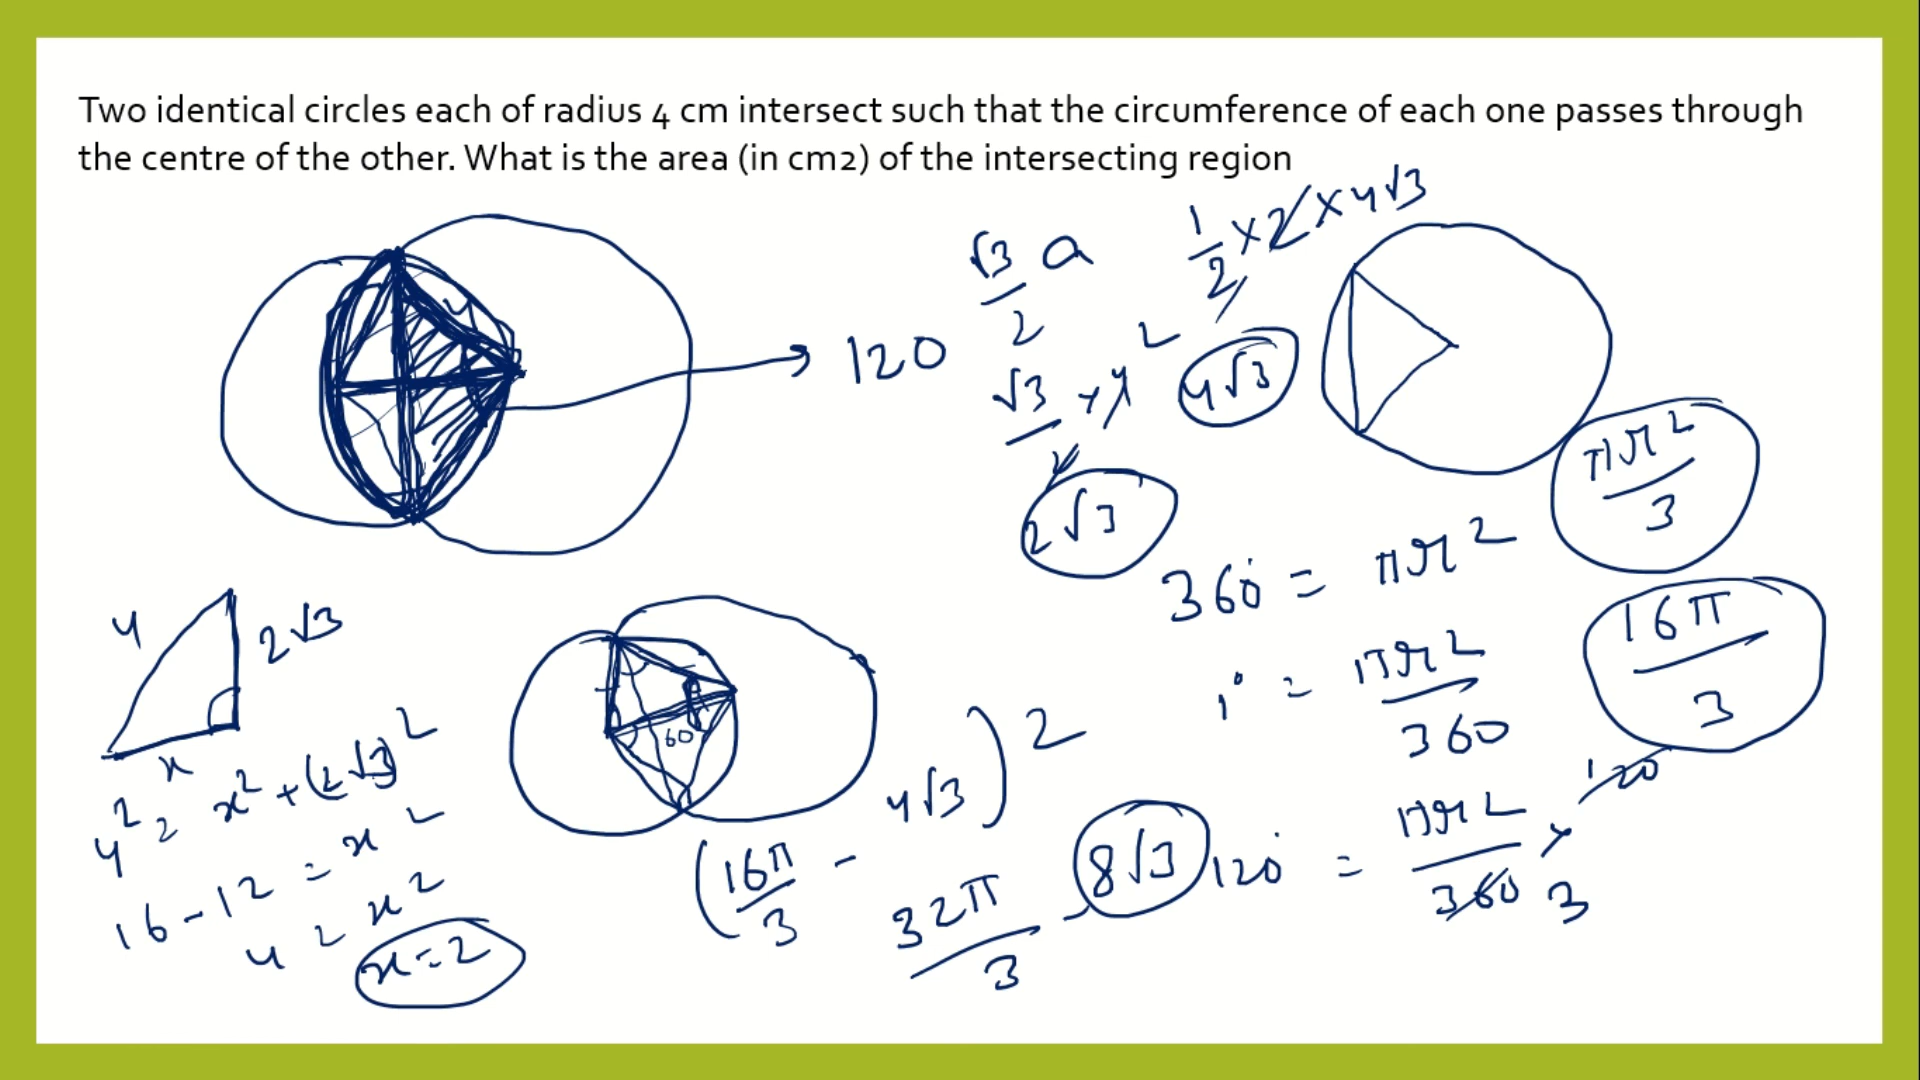 Two identical circles each of radius 4 cm intersect such that the circumference of each one passes through
the centre of the other. What is the area (in cm2) of the intersecting region
√3/2 a
1/2 × 2 × 4√3
120
√3/2 × 4 2
4√3
2√3
πr²/3
360° = πr²
16π/3
1° = πr²/360
120° = πr²/360 × 120
3
4
2√3
x
4² = x² + (2√3)²
16 - 12 = x²
4 = x²
x = 2
60
(16π/3 - 4√3) 2
32π/3 - 8√3